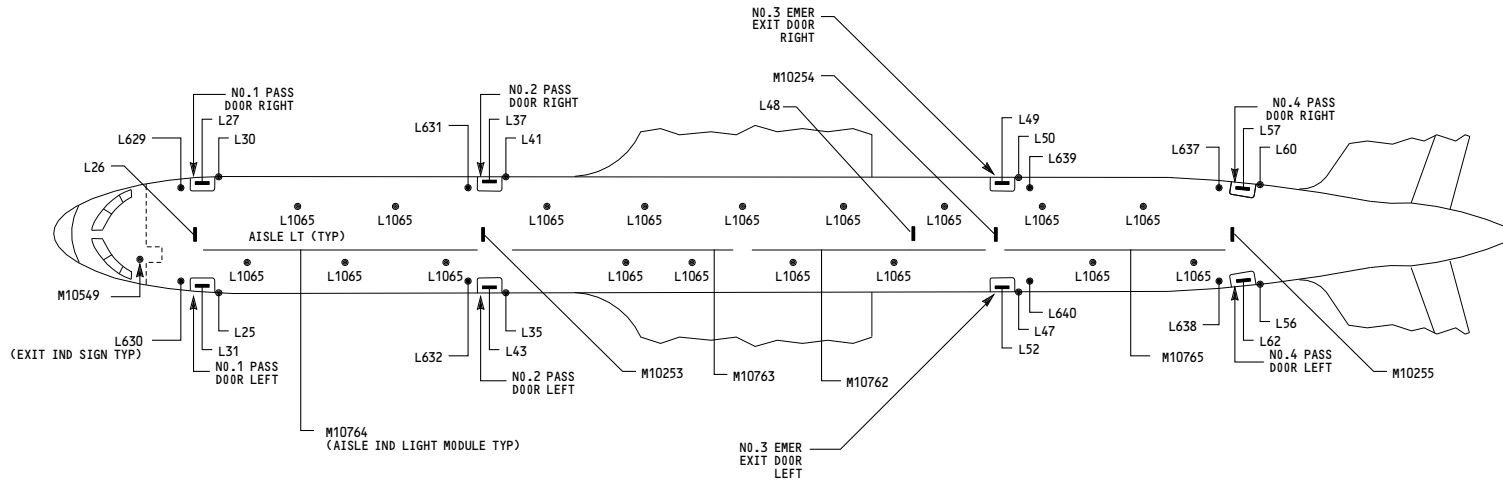 NO.3 EMER
EXIT DOOR
RIGHT
M10254
NO.1 PASS
DOOR RIGHT
NO.2 PASS
DOOR RIGHT
NO.4 PASS
DOOR RIGHT
L27
L30
L37
L41
L48
L49
L50
L57
L60
L629
L631
L639
L637
L26
L1065
L1065
L1065
L1065
L1065
L1065
L1065
L1065
L1065
AISLE LT (TYP)
L1065
L1065
L1065
L1065
L1065
L1065
L1065
L1065
L1065
M10549
L630
(EXIT IND SIGN TYP)
L25
L31
NO.1 PASS
DOOR LEFT
L632
L35
L43
NO.2 PASS
DOOR LEFT
M10253
M10763
M10762
L640
L47
L52
M10765
L638
L56
L62
NO.4 PASS
DOOR LEFT
M10255
M10764
(AISLE IND LIGHT MODULE TYP)
NO.3 EMER
EXIT DOOR
LEFT